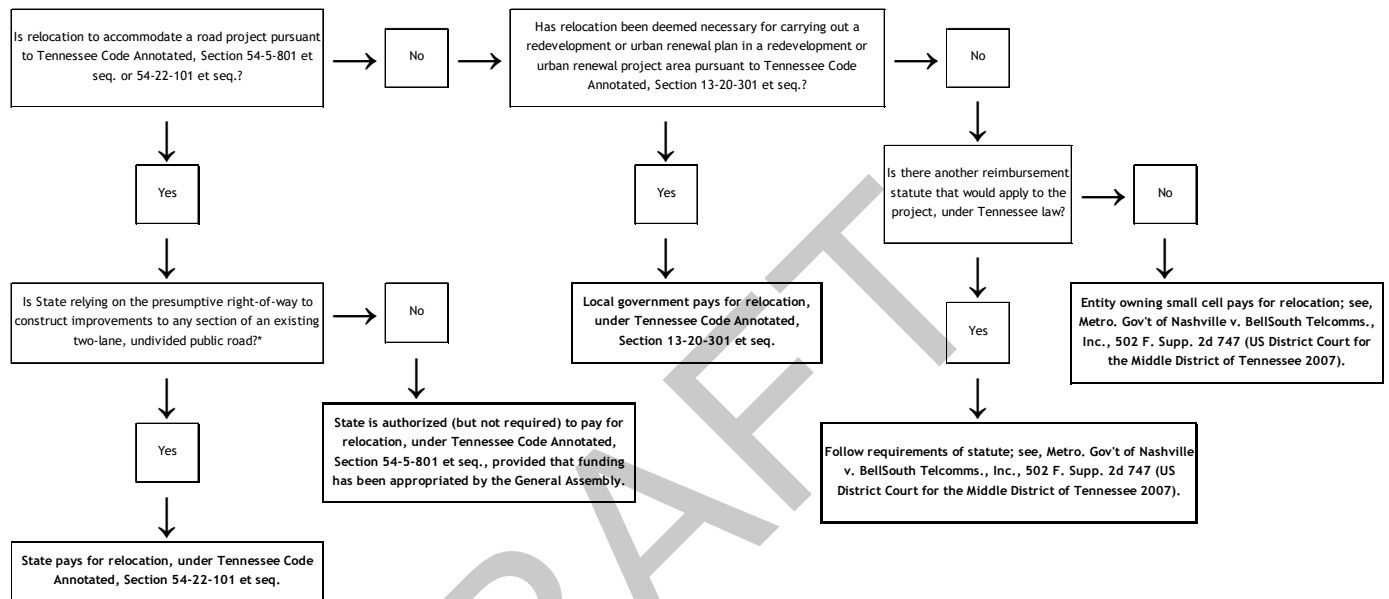 Is relocation to accommodate a road project pursuant
to Tennessee Code Annotated, Section 54-5-801 et
seq. or 54-22-101 et seq.?
No
Has relocation been deemed necessary for carrying out a
redevelopment or urban renewal plan in a redevelopment or
urban renewal project area pursuant to Tennessee Code
Annotated, Section 13-20-301 et seq.?
No
Yes
Yes
Is there another reimbursement
statute that would apply to the
project, under Tennessee law?
No
Is State relying on the presumptive right-of-way to
construct improvements to any section of an existing
two-lane, undivided public road?*
No
Local government pays for relocation,
under Tennessee Code Annotated,
Section 13-20-301 et seq.
Yes
Entity owning small cell pays for relocation; see,
Metro. Gov't of Nashville v. BellSouth Telcomms.,
Inc., 502 F. Supp. 2d 747 (US District Court for
the Middle District of Tennessee 2007).
Yes
State is authorized (but not required) to pay for
relocation, under Tennessee Code Annotated,
Section 54-5-801 et seq., provided that funding
has been appropriated by the General Assembly.
Follow requirements of statute; see, Metro. Gov't of Nashville
v. BellSouth Telcomms., Inc., 502 F. Supp. 2d 747 (US
District Court for the Middle District of Tennessee 2007).
State pays for relocation, under Tennessee Code
Annotated, Section 54-22-101 et seq.
DRAFT